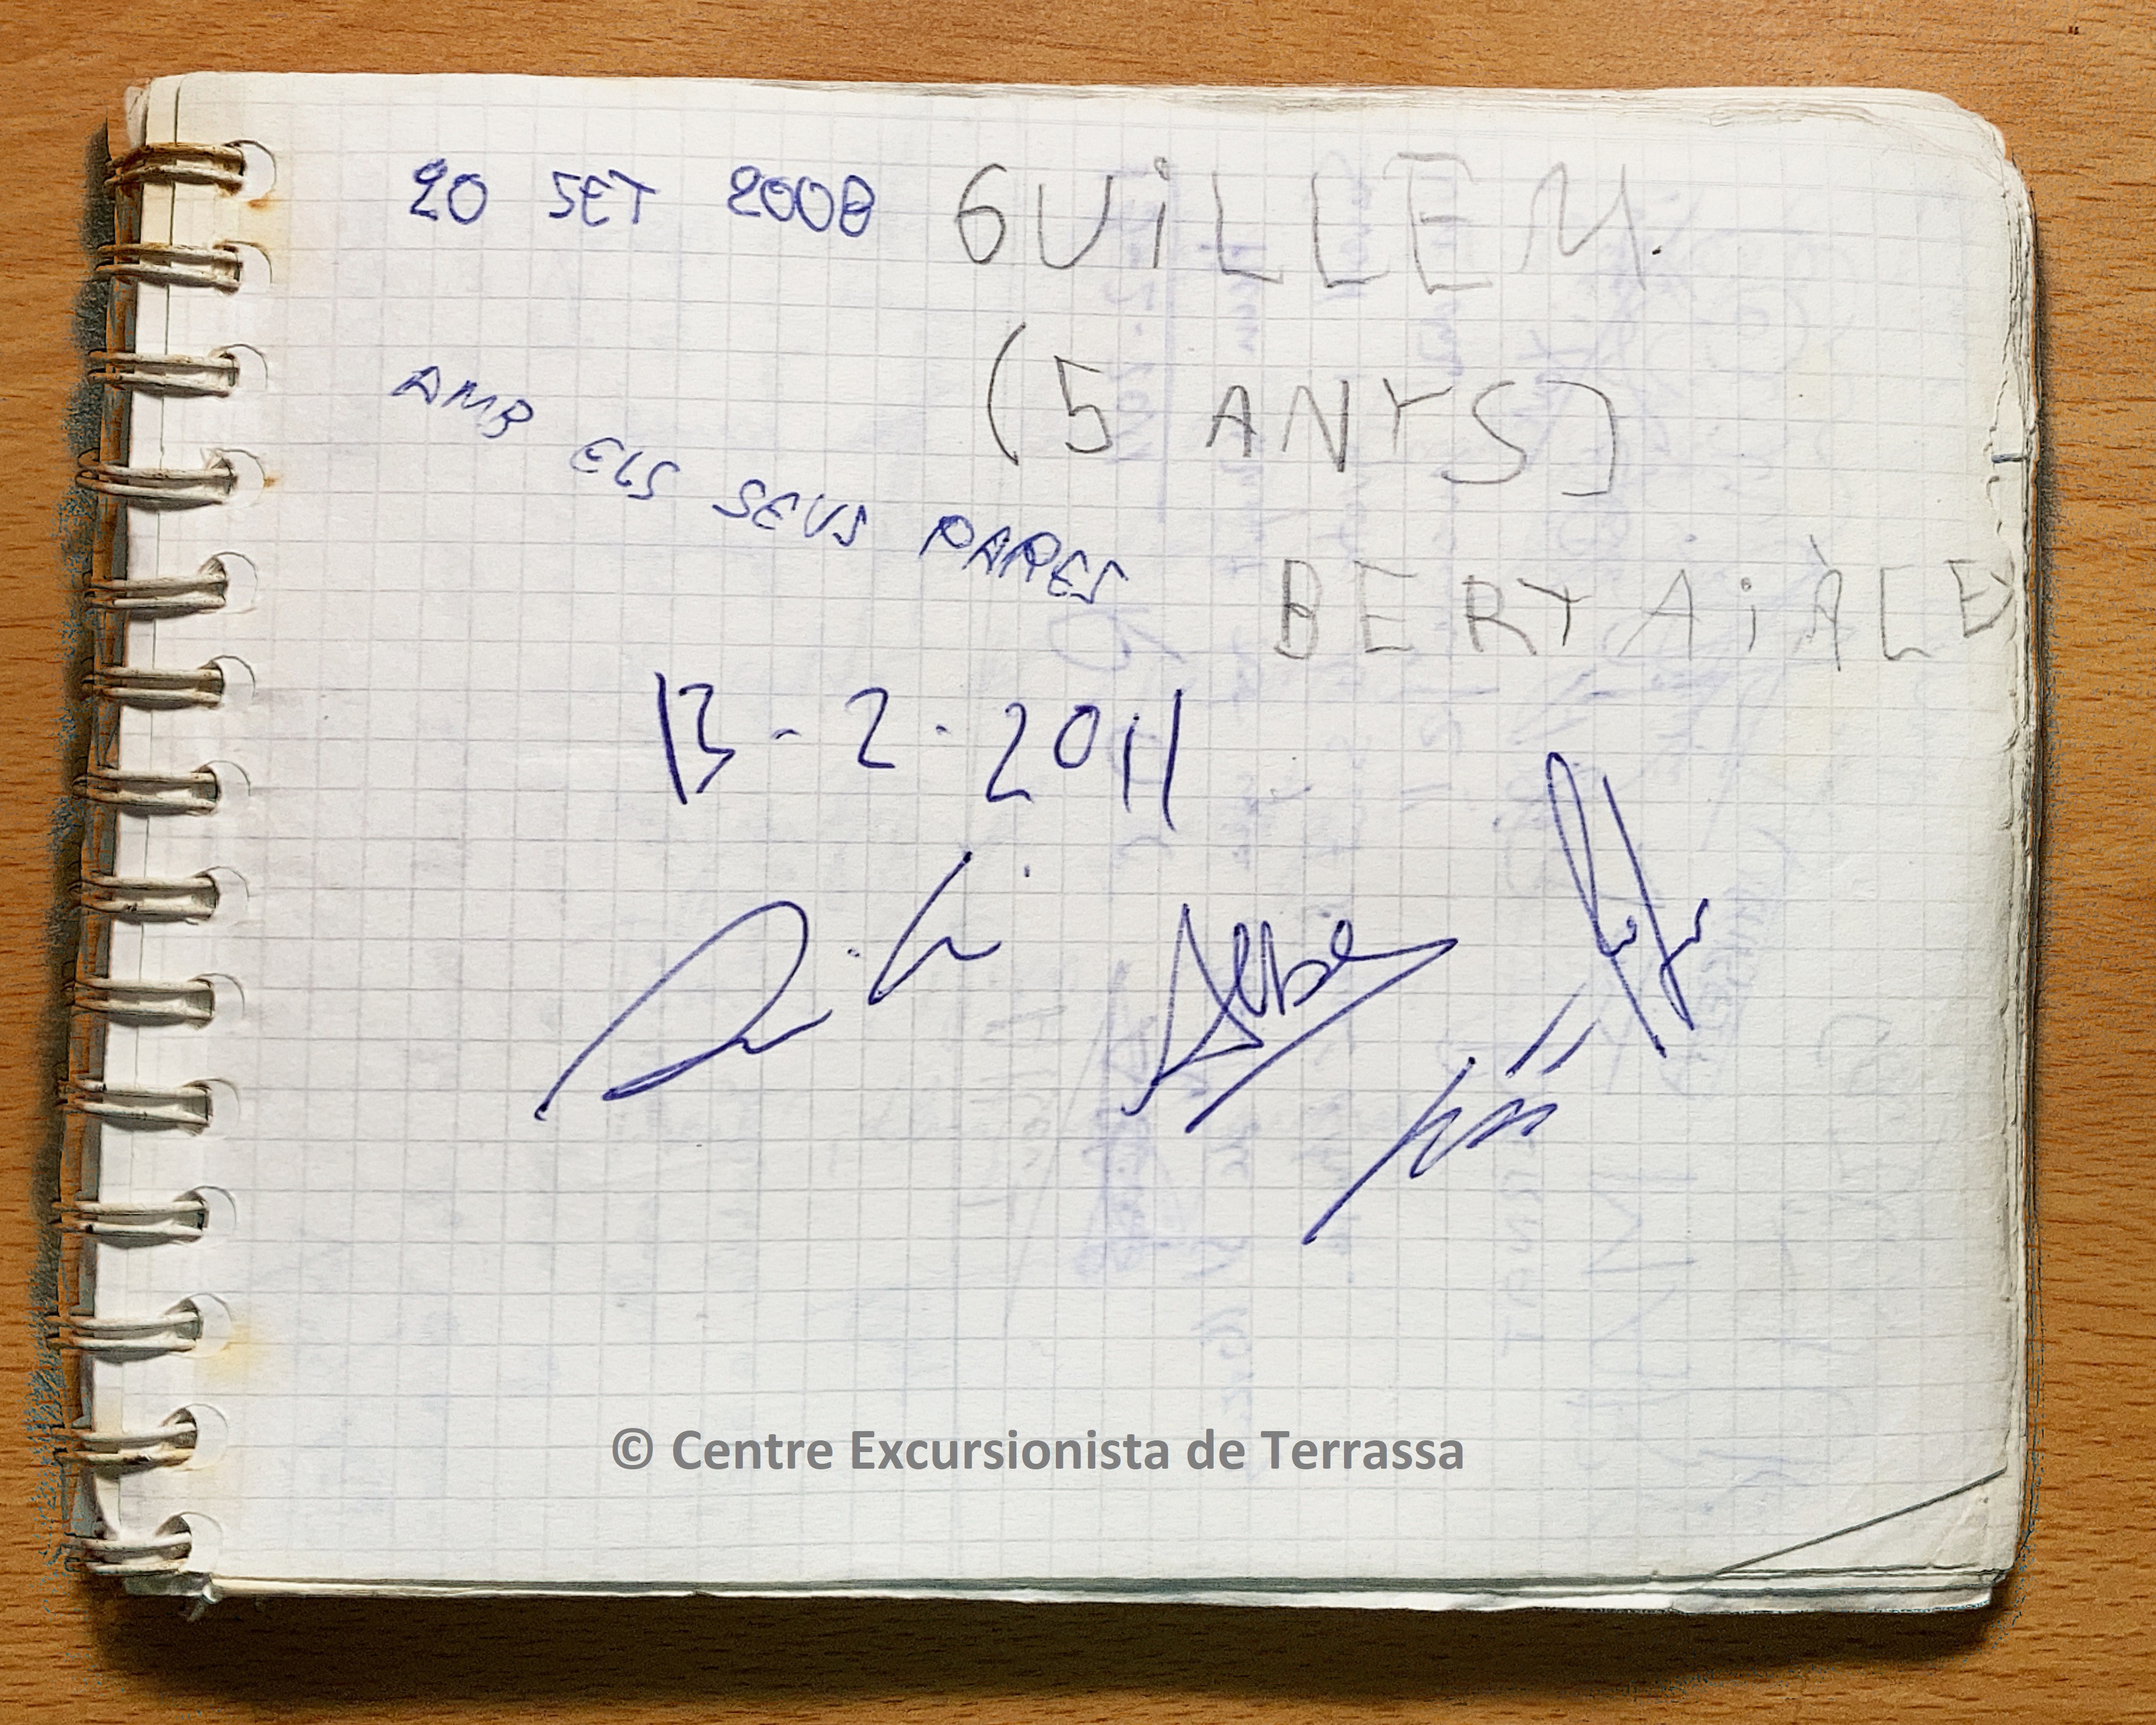 20 SET 2008 GUiLLEM.
(5 ANYS)
AMB ELS SEUS PARES
BERTA i ÀLEX
13-2-2011
Alba
© Centre Excursionista de Terrassa